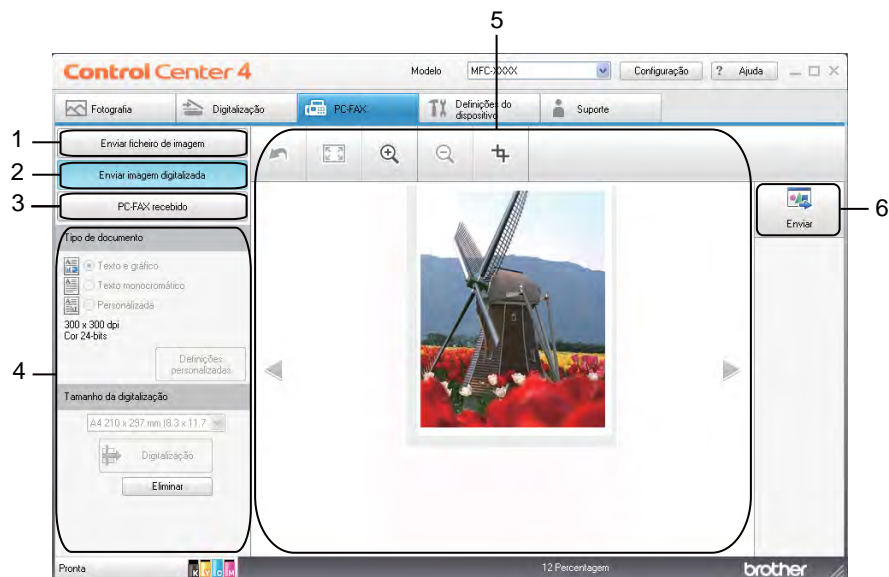 5
Control Center 4
Modelo MFC-XXXX Configuração ? Ajuda
Fotografia Digitalização PC-FAX Definições do dispositivo Suporte
1 Enviar ficheiro de imagem
2 Enviar imagem digitalizada
3 PC-FAX recebido
6 Enviar
4
Tipo de documento
Texto e gráfico
Texto monocromático
Personalizada
300 x 300 dpi
Cor 24-bits
Definições
personalizadas
Tamanho da digitalização
A4 210 x 297 mm (8.3 x 11.7
Digitalização
Eliminar
Pronta K Y C M 12 Percentagem brother